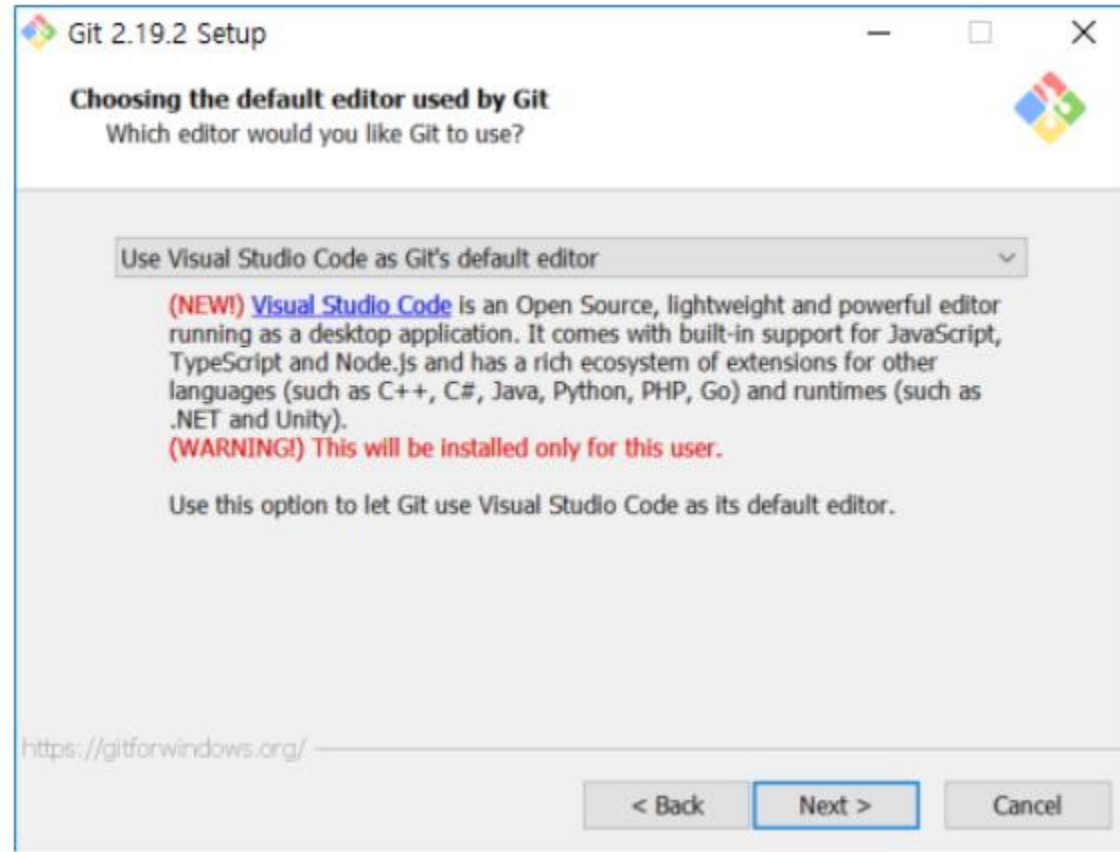 Git 2.19.2 Setup
Choosing the default editor used by Git
Which editor would you like Git to use?
Use Visual Studio Code as Git's default editor
(NEW!) Visual Studio Code is an Open Source, lightweight and powerful editor
running as a desktop application. It comes with built-in support for JavaScript,
TypeScript and Node.js and has a rich ecosystem of extensions for other
languages (such as C++, C#, Java, Python, PHP, Go) and runtimes (such as
.NET and Unity).
(WARNING!) This will be installed only for this user.
Use this option to let Git use Visual Studio Code as its default editor.
https://gitforwindows.org/
< Back
Next >
Cancel